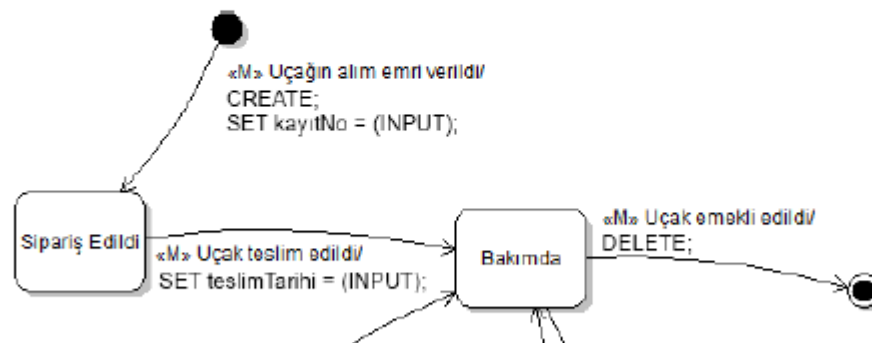 «M» Uçağın alım emri verildi/
CREATE;
SET kayıtNo = (INPUT);
Sipariş Edildi
«M» Uçak teslim edildi/
SET teslimTarihi = (INPUT);
Bakımda
«M» Uçak emekli edildi/
DELETE;